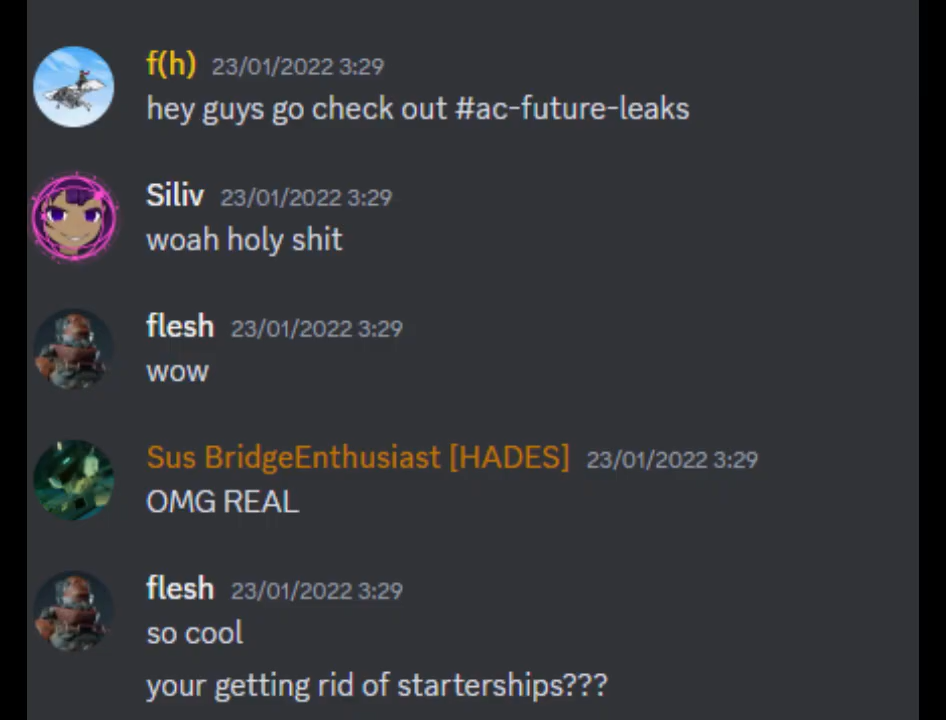 f(h) 23/01/2022 3:29
hey guys go check out #ac-future-leaks
Siliv 23/01/2022 3:29
woah holy shit
flesh 23/01/2022 3:29
wow
Sus BridgeEnthusiast [HADES] 23/01/2022 3:29
OMG REAL
flesh 23/01/2022 3:29
so cool
your getting rid of starterships???